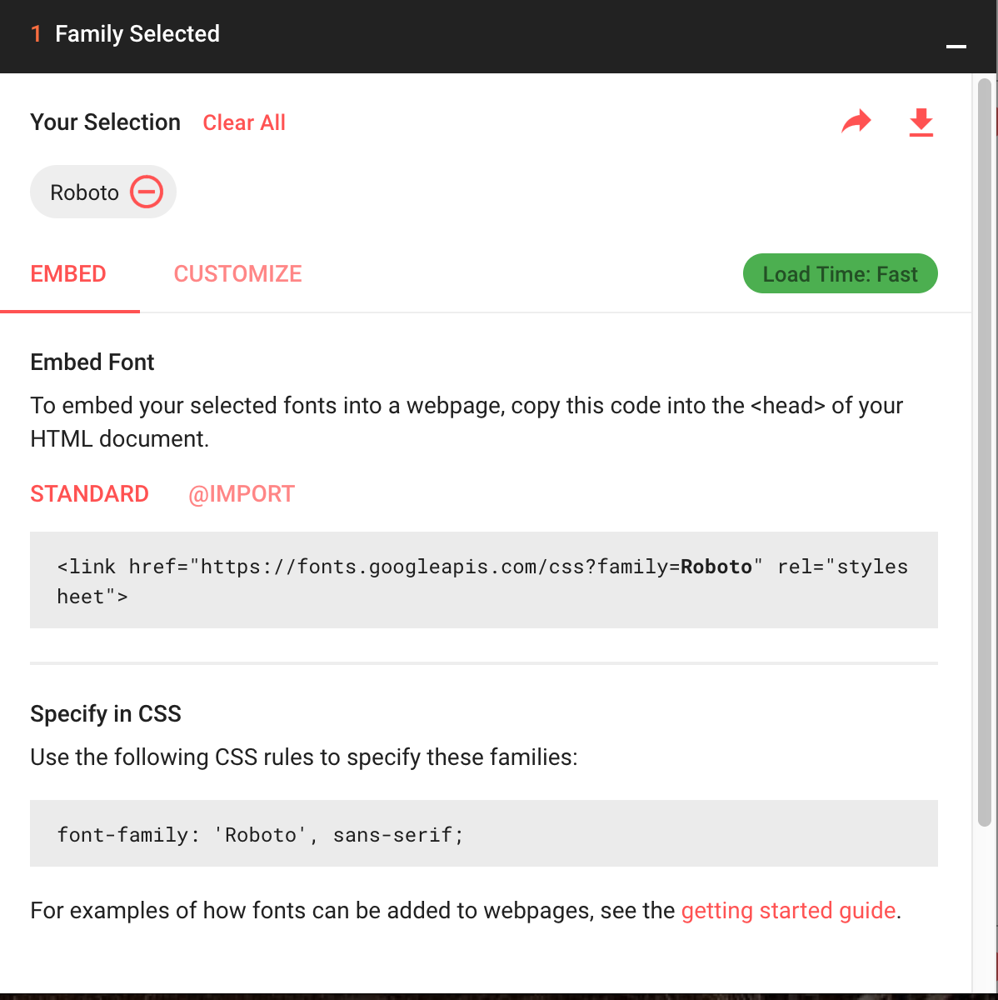 1 Family Selected
Your Selection Clear All
Roboto
EMBED CUSTOMIZE Load Time: Fast
Embed Font
To embed your selected fonts into a webpage, copy this code into the <head> of your
HTML document.
STANDARD @IMPORT
<link href="https://fonts.googleapis.com/css?family=Roboto" rel="styles
heet">
Specify in CSS
Use the following CSS rules to specify these families:
font-family: 'Roboto', sans-serif;
For examples of how fonts can be added to webpages, see the getting started guide.